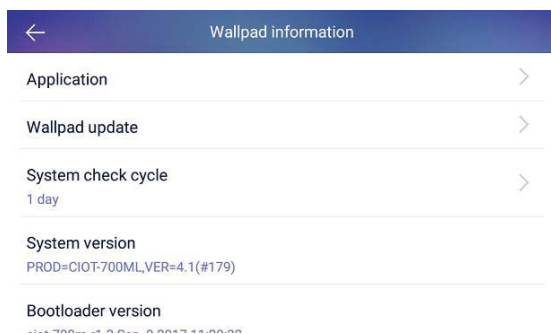 Wallpad information
Application
Wallpad update
System check cycle
1 day
System version
PROD=CIOT-700ML,VER=4.1(#179)
Bootloader version